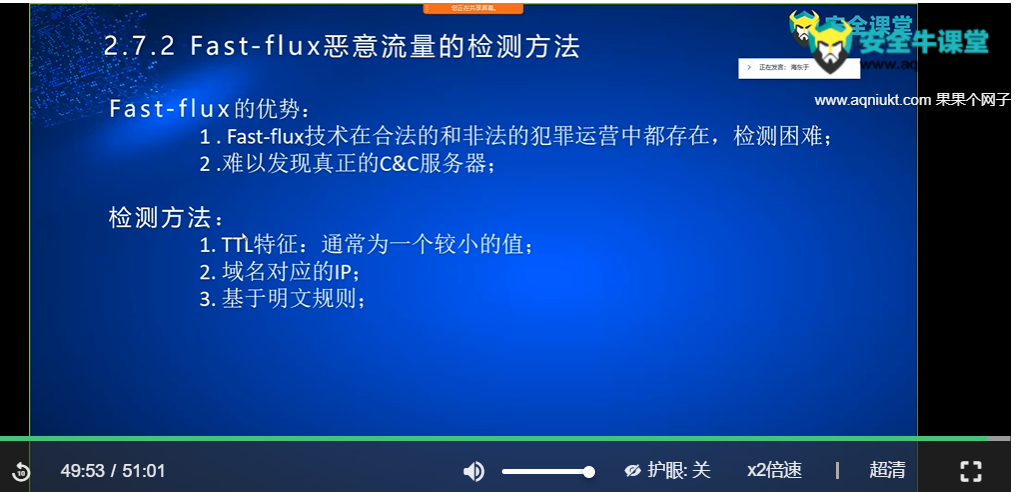 您正在共享屏幕。
安全课堂
2.7.2 Fast-flux恶意流量的检测方法
安全牛课堂
www.aq
正在发言: 海东于
www.aqniukt.com 果果个网子
Fast-flux的优势：
1 . Fast-flux技术在合法的和非法的犯罪运营中都存在，检测困难；
2 .难以发现真正的C&C服务器；
检测方法：
1. TTL特征：通常为一个较小的值；
2. 域名对应的IP；
3. 基于明文规则；
10
49:53 / 51:01
护眼: 关
x2倍速
超清